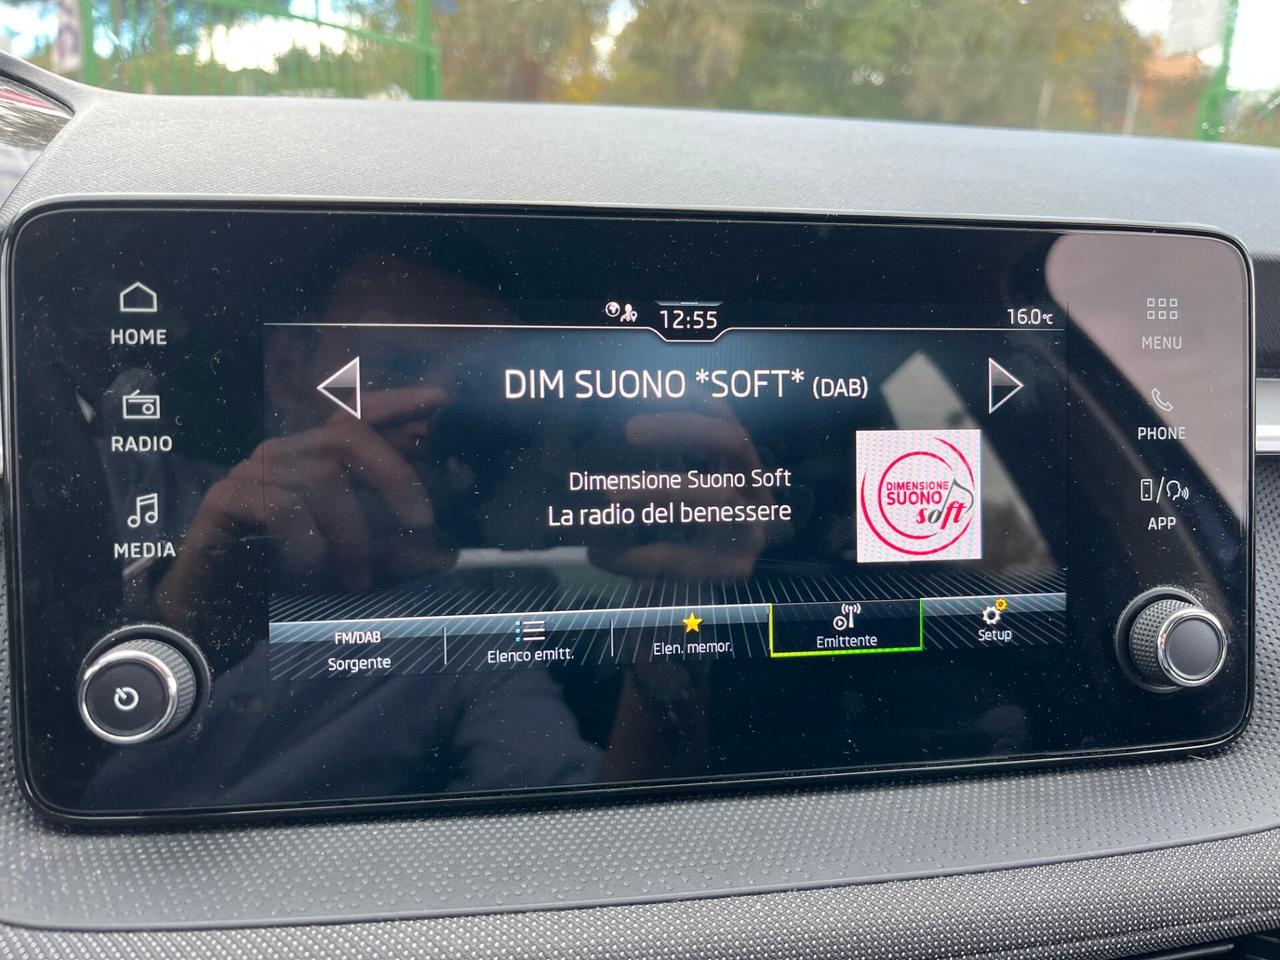 12:55
16.0°C
HOME
RADIO
MEDIA
DIM SUONO *SOFT* (DAB)
Dimensione Suono Soft
La radio del benessere
DIMENSIONE
SUONO
soft
FM/DAB
Sorgente
Elenco emitt.
Elen. memor.
Emittente
Setup
MENU
PHONE
APP